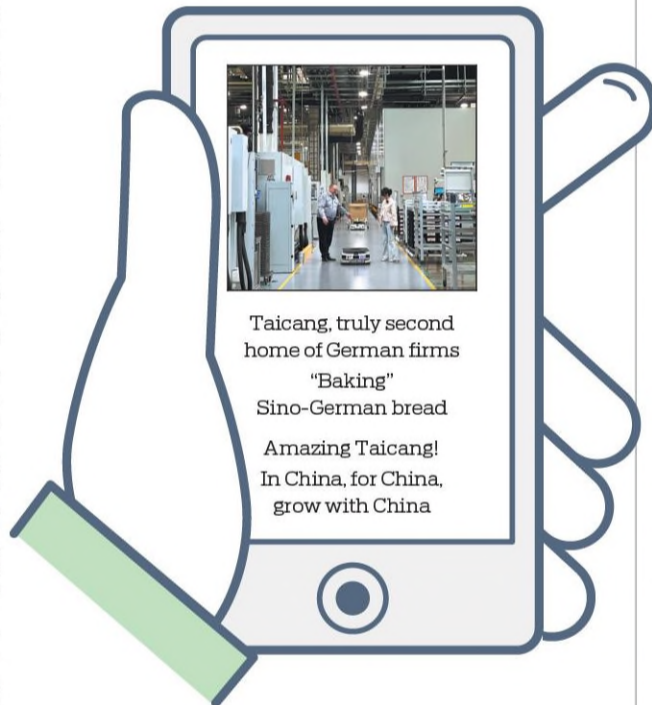 Taicang, truly second
home of German firms
“Baking”
Sino-German bread
Amazing Taicang!
In China, for China,
grow with China